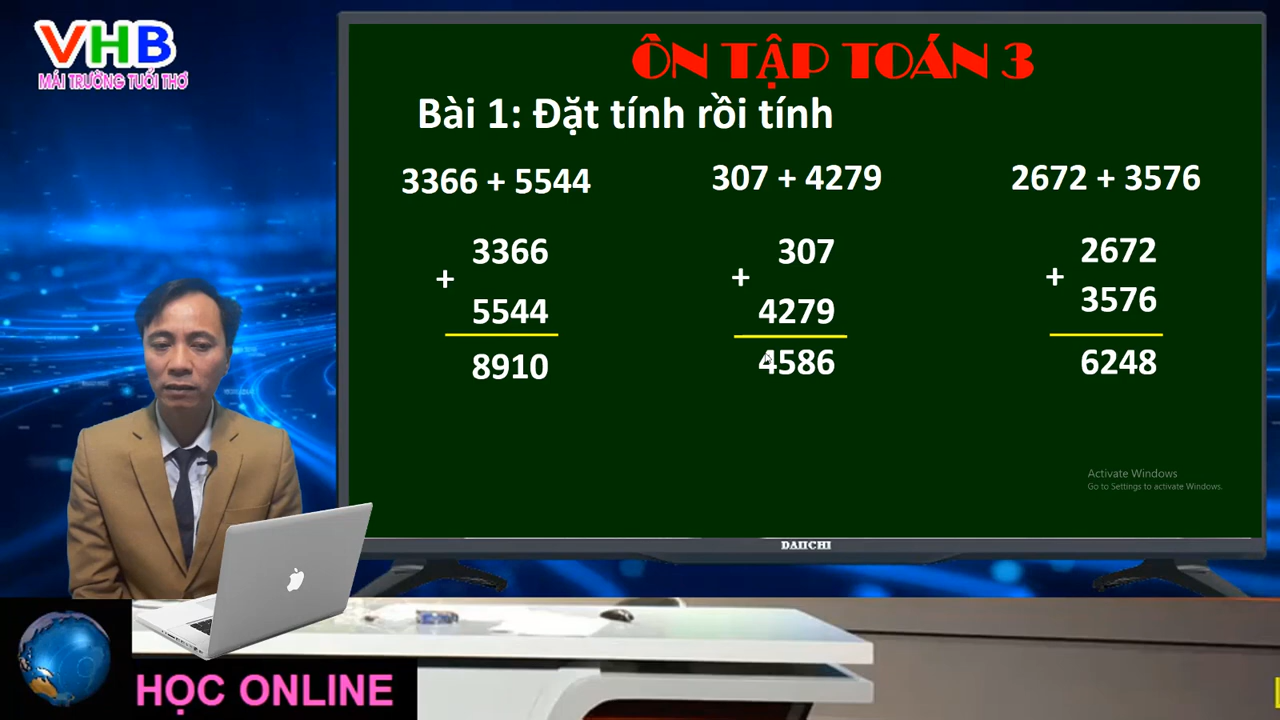 VHB
MÁI TRƯỜNG TUỔI THƠ
ÔN TẬP TOÁN 3
Bài 1: Đặt tính rồi tính
3366 + 5544
307 + 4279
2672 + 3576
3366
+
5544
8910
307
+
4279
4586
2672
+
3576
6248
Activate Windows
Go to Settings to activate Windows.
DAIICHI
HỌC ONLINE